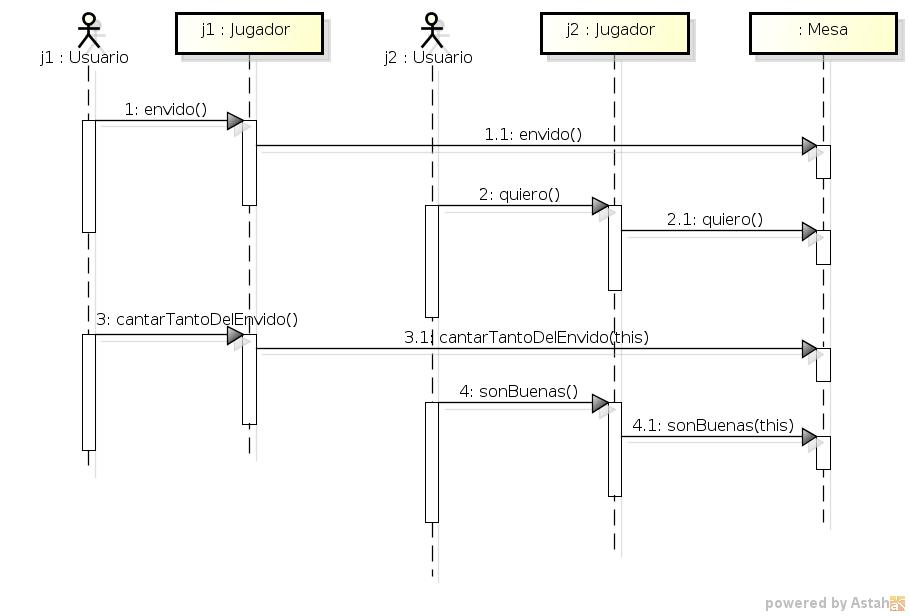 j1 : Usuario
j1 : Jugador
j2 : Usuario
j2 : Jugador
: Mesa
1: envido()
1.1: envido()
2: quiero()
2.1: quiero()
3: cantarTantoDelEnvido()
3.1: cantarTantoDelEnvido(this)
4: sonBuenas()
4.1: sonBuenas(this)
powered by Astah